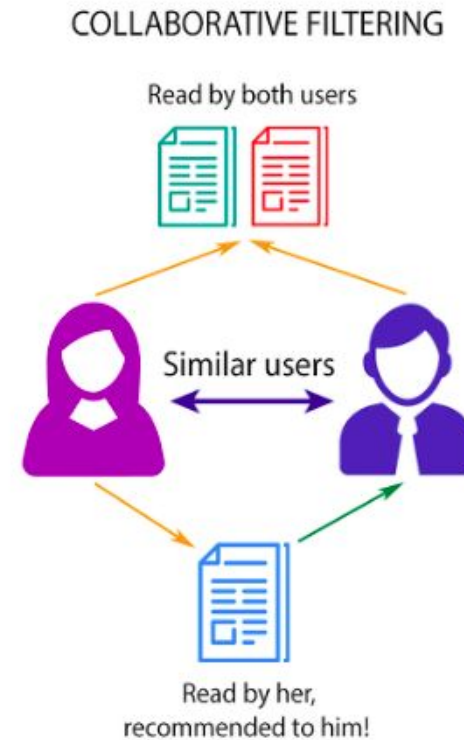 COLLABORATIVE FILTERING
Read by both users
Similar users
Read by her,
recommended to him!